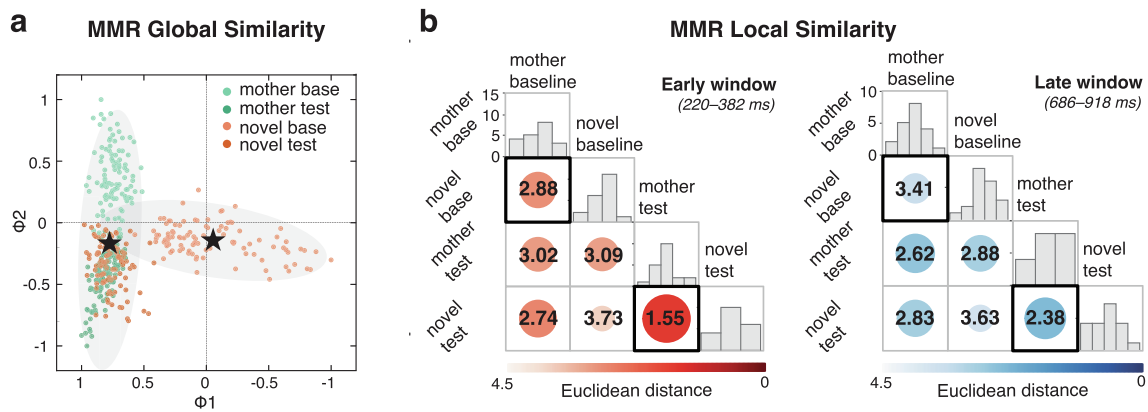 a
MMR Global Similarity
mother base
mother test
novel base
novel test
1
0.5
0
-0.5
-1
Φ2
1
0.5
0
-0.5
-1
Φ1
b
MMR Local Similarity
mother
baseline
Early window
(220–382 ms)
mother
base
15
10
5
0
novel
baseline
novel
base
2.88
mother
test
mother
test
3.02
3.09
novel
test
novel
test
2.74
3.73
1.55
4.5
0
Euclidean distance
mother
baseline
Late window
(686–918 ms)
mother
base
10
5
0
novel
baseline
novel
base
3.41
mother
test
mother
test
2.62
2.88
novel
test
novel
test
2.83
3.63
2.38
4.5
0
Euclidean distance